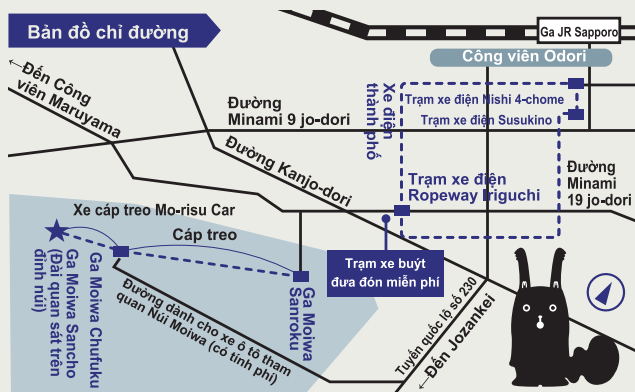 Bản đồ chỉ đường
Ga JR Sapporo
Công viên Odori
←Đến Công
viên Maruyama
Đường
Minami 9 jo-dori
Xe điện
thành phố
Trạm xe điện Nishi 4-chome
Trạm xe điện Susukino
Đường Kanjo-dori
Trạm xe điện
Ropeway Iriguchi
Đường
Minami
19 jo-dori
Xe cáp treo Mo-risu Car
Cáp treo
Trạm xe buýt
đưa đón miễn phí
Ga Moiwa Sancho
(Đài quan sát trên
đỉnh núi)
Ga Moiwa Chufuku
Ga Moiwa
Sanroku
Đường dành cho xe ô tô tham
quan Núi Moiwa (có tính phí)
Tuyến quốc lộ số 230
←Đến Jozankei